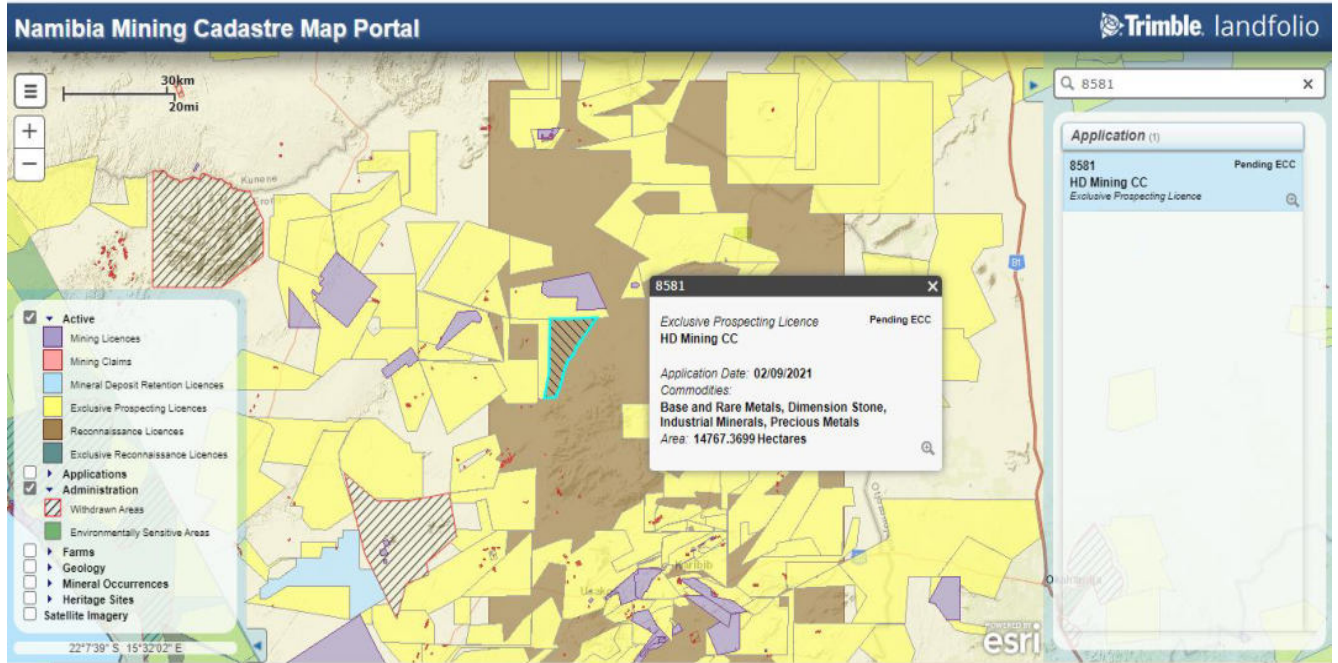 Namibia Mining Cadastre Map Portal
Trimble. landfolio
30km
20mi
8581
Application (1)
8581
Pending ECC
HD Mining CC
Exclusive Prospecting Licence
Kunene
B1
8581
Exclusive Prospecting Licence
Pending ECC
HD Mining CC
Application Date: 02/09/2021
Commodities:
Base and Rare Metals, Dimension Stone,
Industrial Minerals, Precious Metals
Area: 14767.3699 Hectares
Active
Mining Licences
Mining Claims
Mineral Deposit Retention Licences
Exclusive Prospecting Licences
Reconnaissance Licences
Exclusive Reconnaissance Licences
Applications
Administration
Withdrawn Areas
Environmentally Sensitive Areas
Farms
Geology
Mineral Occurrences
Heritage Sites
Satellite Imagery
Karibib
22°7'39" S, 15°32'02" E
POWERED BY
esri